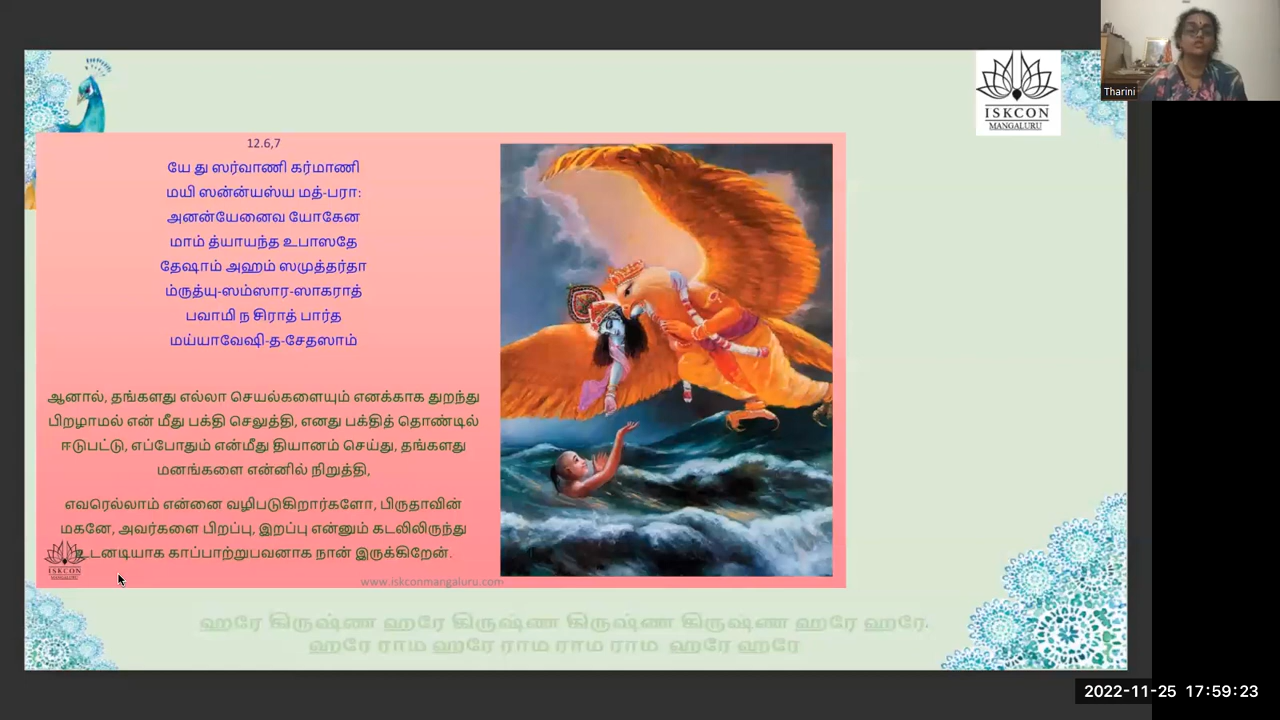 Tharini
ISKCON
MANGALURU
12.6,7
யே து ஸர்வாணி கர்மாணி
மயி ஸன்ன்யஸ்ய மத்-பரா:
அனன்யேனைவ யோகேன
மாம் த்யாயந்த உபாஸதே
தேஷாம் அஹம் ஸமுத்தர்தா
ம்ருத்யு-ஸம்ஸார-ஸாகராத்
பவாமி ந சிராத் பார்த
மய்யாவேஷி-த-சேதஸாம்
ஆனால், தங்களது எல்லா செயல்களையும் எனக்காக துறந்து
பிறழாமல் என் மீது பக்தி செலுத்தி, எனது பக்தித் தொண்டில்
ஈடுபட்டு, எப்போதும் என்மீது தியானம் செய்து, தங்களது
மனங்களை என்னில் நிறுத்தி,
எவரெல்லாம் என்னை வழிபடுகிறார்களோ, பிருதாவின்
மகனே, அவர்களை பிறப்பு, இறப்பு என்னும் கடலிலிருந்து
உடனடியாக காப்பாற்றுபவனாக நான் இருக்கிறேன்.
ISKCON
MANGALURU
www.iskconmangaluru.com
ஹரே கிருஷ்ண ஹரே கிருஷ்ண கிருஷ்ண கிருஷ்ண ஹரே ஹரே.
ஹரே ராம ஹரே ராம ராம ராம ஹரே ஹரே
2022-11-25 17:59:23